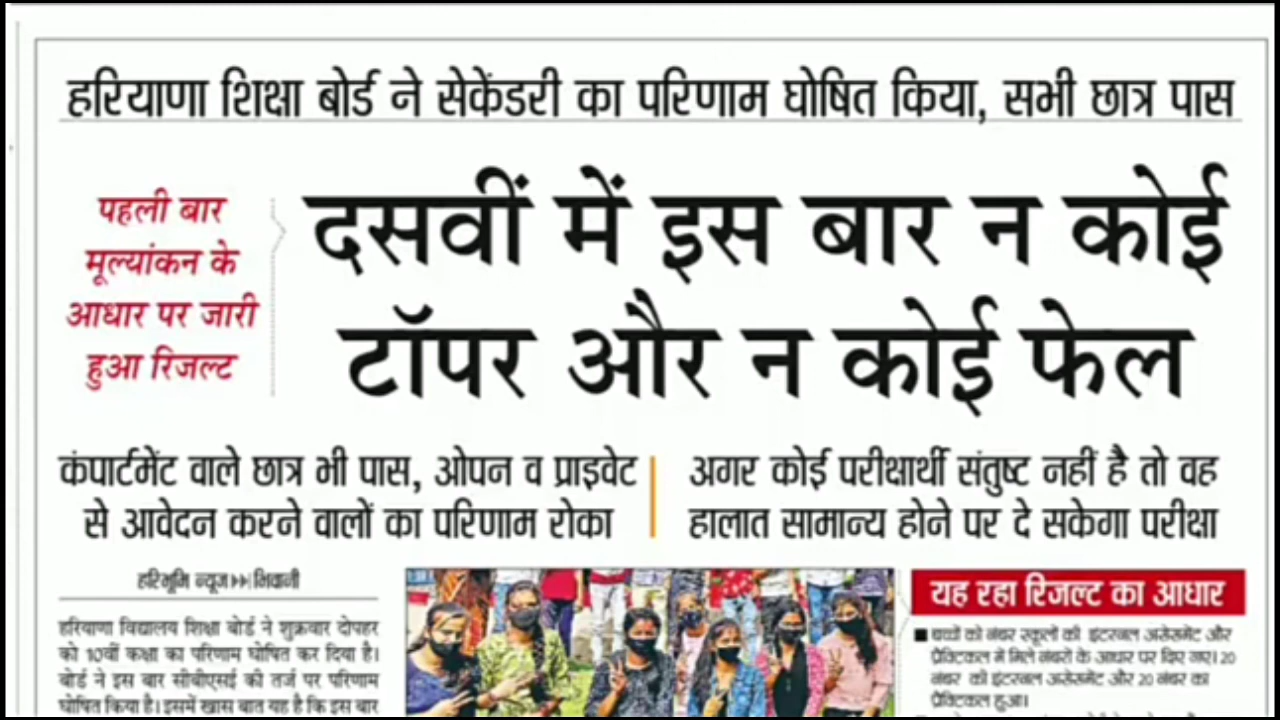 हरियाणा शिक्षा बोर्ड ने सेकेंडरी का परिणाम घोषित किया, सभी छात्र पास
पहली बार
मूल्यांकन के
आधार पर जारी
हुआ रिजल्ट
दसवीं में इस बार न कोई
टॉपर और न कोई फेल
कंपार्टमेंट वाले छात्र भी पास, ओपन व प्राइवेट
से आवेदन करने वालों का परिणाम रोका
अगर कोई परीक्षार्थी संतुष्ट नहीं है तो वह
हालात सामान्य होने पर दे सकेगा परीक्षा
हरिभूमि न्यूज▶▶|भिवानी
हरियाणा विद्यालय शिक्षा बोर्ड ने शुक्रवार दोपहर
को 10वीं कक्षा का परिणाम घोषित कर दिया है।
बोर्ड ने इस बार सीबीएसई की तर्ज पर परिणाम
घोषित किया है। इसमें खास बात यह है कि इस बार
यह रहा रिजल्ट का आधार
■ बच्चों को नंबर स्कूलों की इंटरनल असेसमेंट और
प्रैक्टिकल में मिले नंबरों के आधार पर दिए गए। 20
नंबर की इंटरनल असेसमेंट और 20 नंबर का
प्रैक्टिकल हुआ।